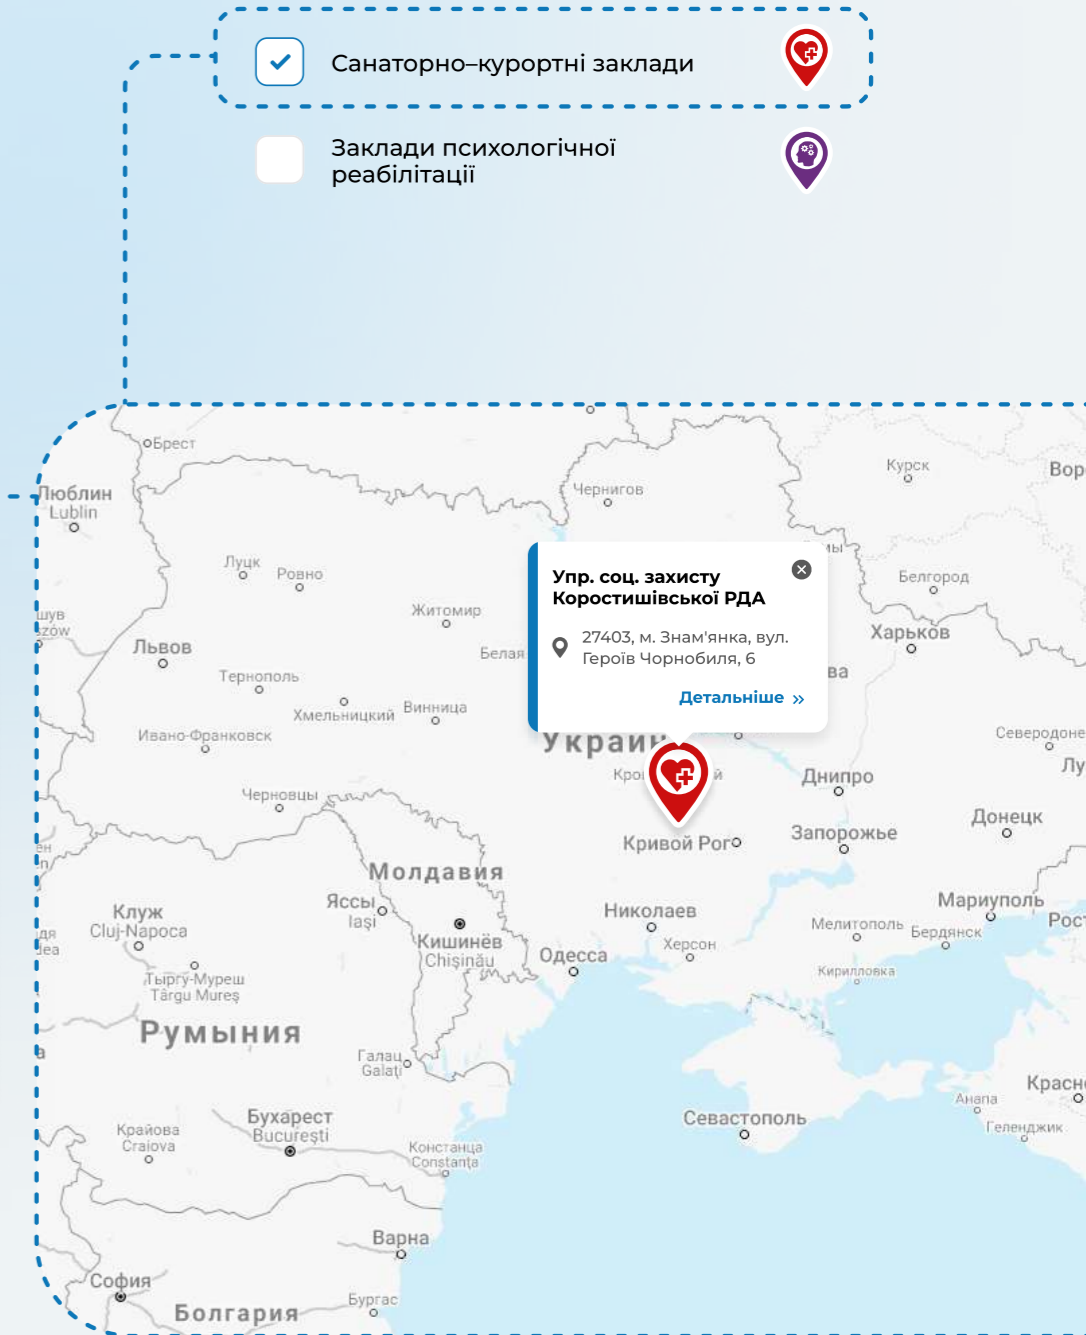 Санаторно–курортні заклади
Заклади психологічної
реабілітації
Брест
Курск
Люблин
Lublin
Чернигов
Луцк
Ровно
Белгород
Житомир
Харьков
Львов
Белая
Упр. соц. захисту
Коростишівської РДА
27403, м. Знам'янка, вул.
Героїв Чорнобиля, 6
Детальніше »
Тернополь
Хмельницкий
Винница
Ивано-Франковск
Черновцы
Днипро
Донецк
Запорожье
Кривой Рог
Молдавия
Яссы
Iași
Клуж
Cluj-Napoca
Кишинёв
Chișinău
Николаев
Херсон
Одесса
Мариуполь
Мелитополь
Бердянск
Кирилловка
Тыргу-Муреш
Târgu Mureș
Румыния
Галац
Galați
Бухарест
București
Крайова
Craiova
Констанца
Constanța
Севастополь
Анапа
Геленджик
Варна
София
Бургас
Болгария